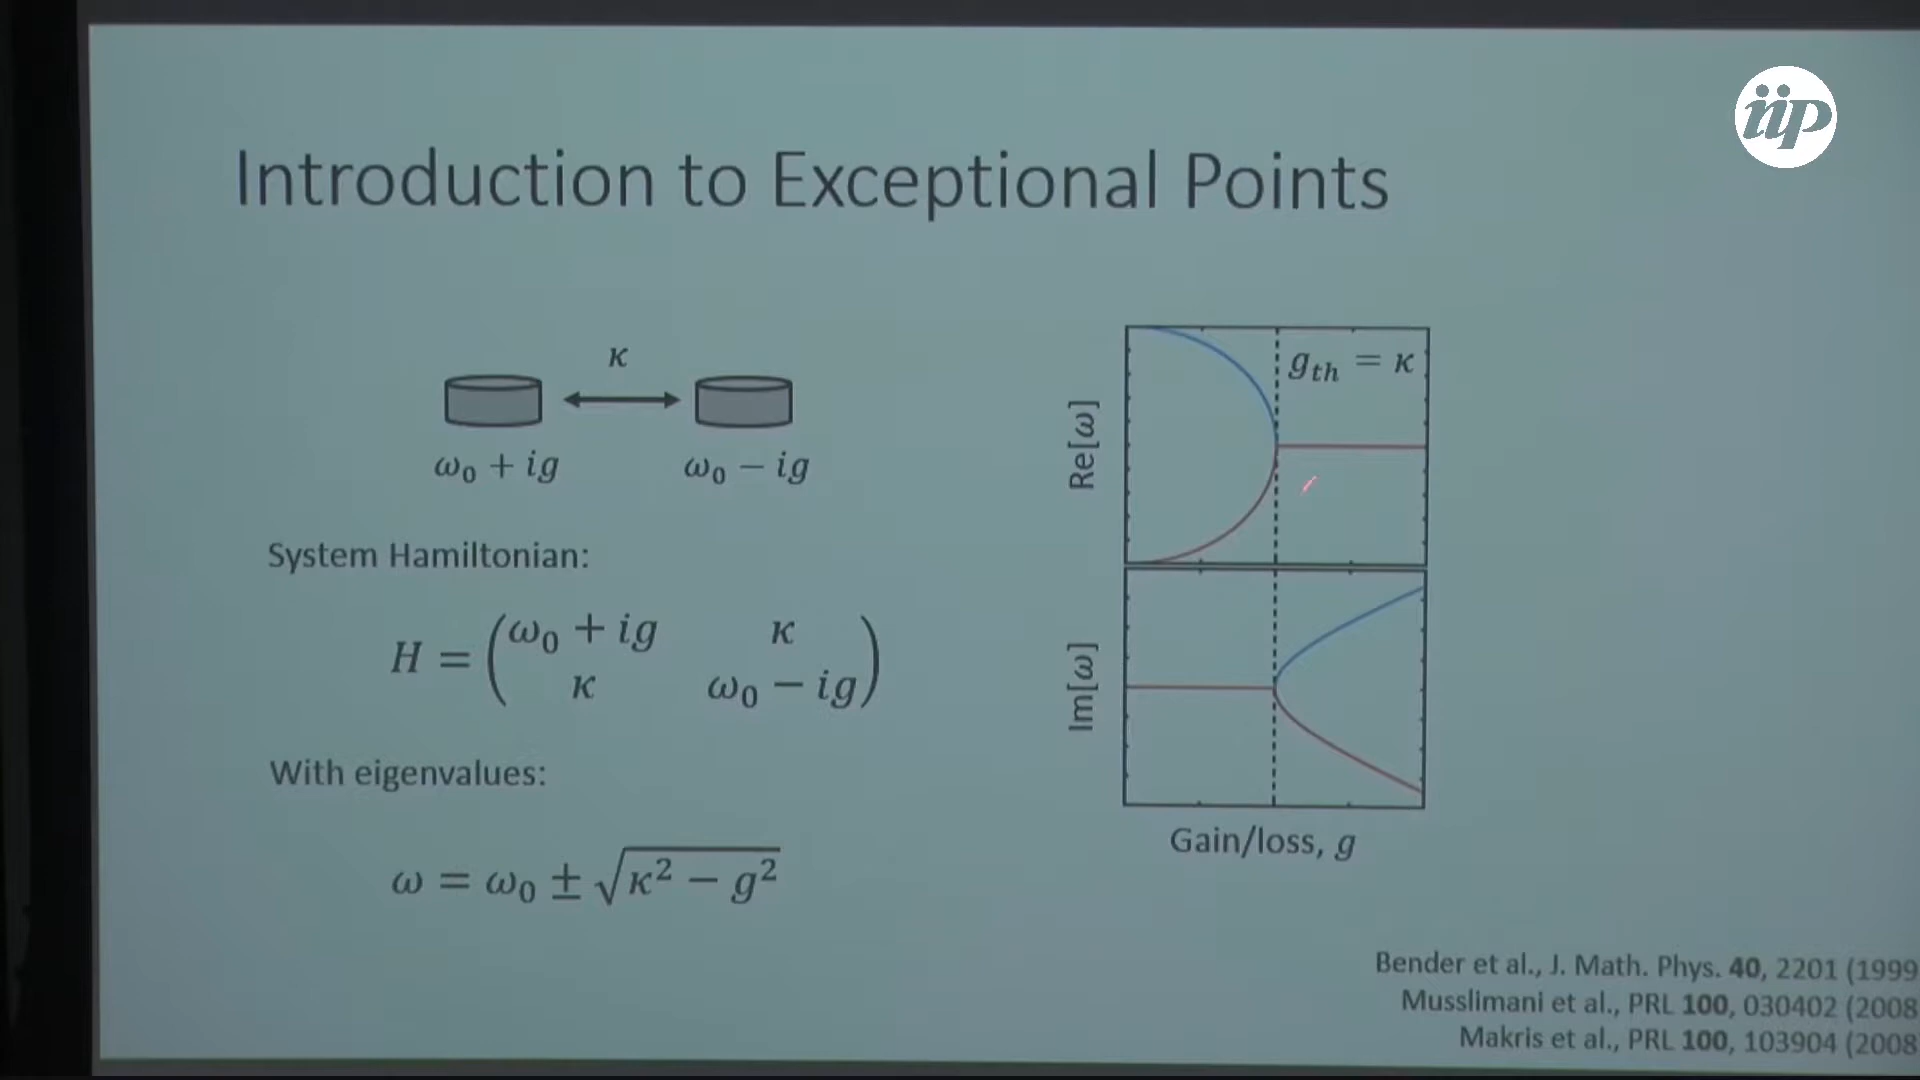 iip
Introduction to Exceptional Points
κ
ω₀ + ig
ω₀ − ig
System Hamiltonian:
H = (ω₀ + ig κ
κ ω₀ − ig)
With eigenvalues:
ω = ω₀ ± √(κ² − g²)
g_th = κ
Re[ω]
Im[ω]
Gain/loss, g
Bender et al., J. Math. Phys. 40, 2201 (1999
Musslimani et al., PRL 100, 030402 (2008
Makris et al., PRL 100, 103904 (2008